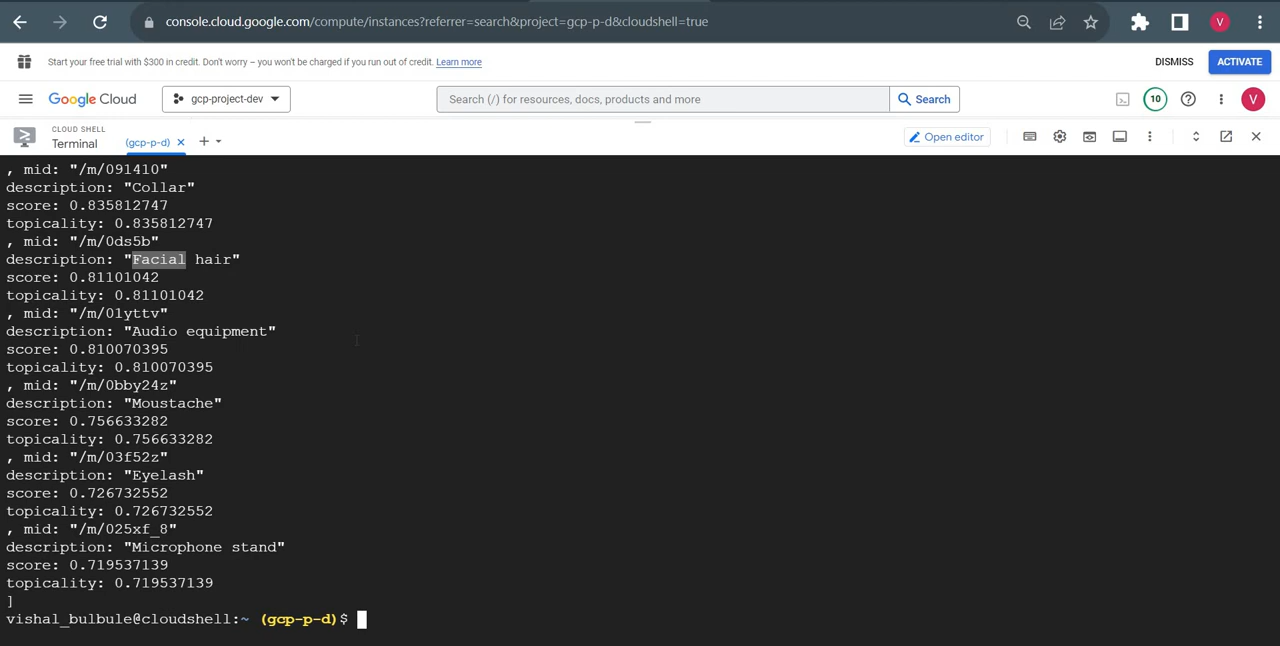 console.cloud.google.com/compute/instances?referrer=search&project=gcp-p-d&cloudshell=true
V
Start your free trial with $300 in credit. Don't worry – you won't be charged if you run out of credit. Learn more
DISMISS
ACTIVATE
Google Cloud
gcp-project-dev
Search (/) for resources, docs, products and more
Search
10
V
CLOUD SHELL
Terminal
(gcp-p-d)
Open editor
, mid: "/m/091410"
description: "Collar"
score: 0.835812747
topicality: 0.835812747
, mid: "/m/0ds5b"
description: "Facial hair"
score: 0.81101042
topicality: 0.81101042
, mid: "/m/01yttv"
description: "Audio equipment"
score: 0.810070395
topicality: 0.810070395
, mid: "/m/0bby24z"
description: "Moustache"
score: 0.756633282
topicality: 0.756633282
, mid: "/m/03f52z"
description: "Eyelash"
score: 0.726732552
topicality: 0.726732552
, mid: "/m/025xf_8"
description: "Microphone stand"
score: 0.719537139
topicality: 0.719537139
]
vishal_bulbule@cloudshell:~ (gcp-p-d)$